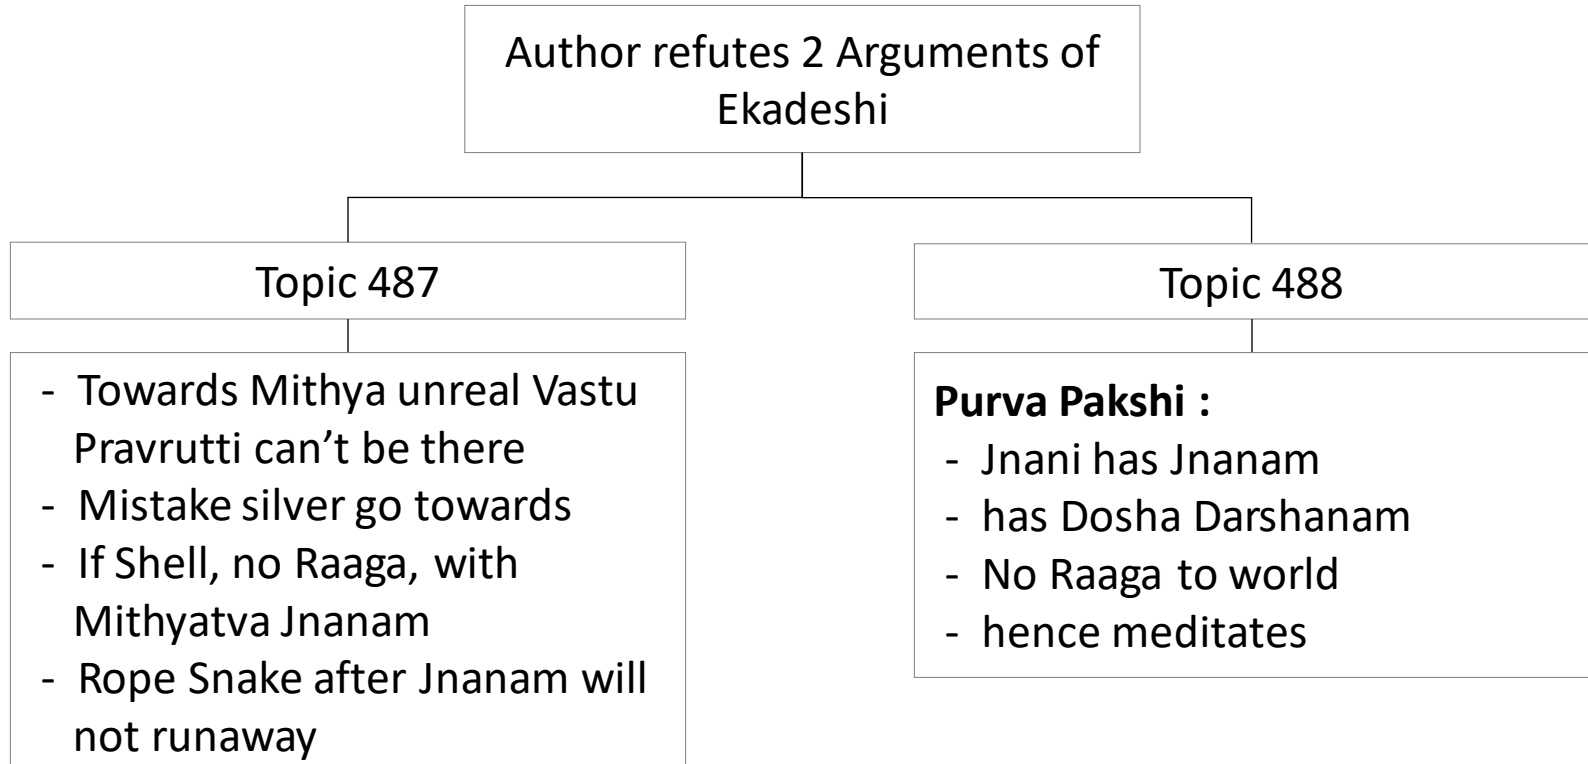 Author refutes 2 Arguments of
Ekadeshi
Topic 487
- Towards Mithya unreal Vastu
Pravrutti can’t be there
- Mistake silver go towards
- If Shell, no Raaga, with
Mithyatva Jnanam
- Rope Snake after Jnanam will
not runaway
Topic 488
Purva Pakshi :
- Jnani has Jnanam
- has Dosha Darshanam
- No Raaga to world
- hence meditates